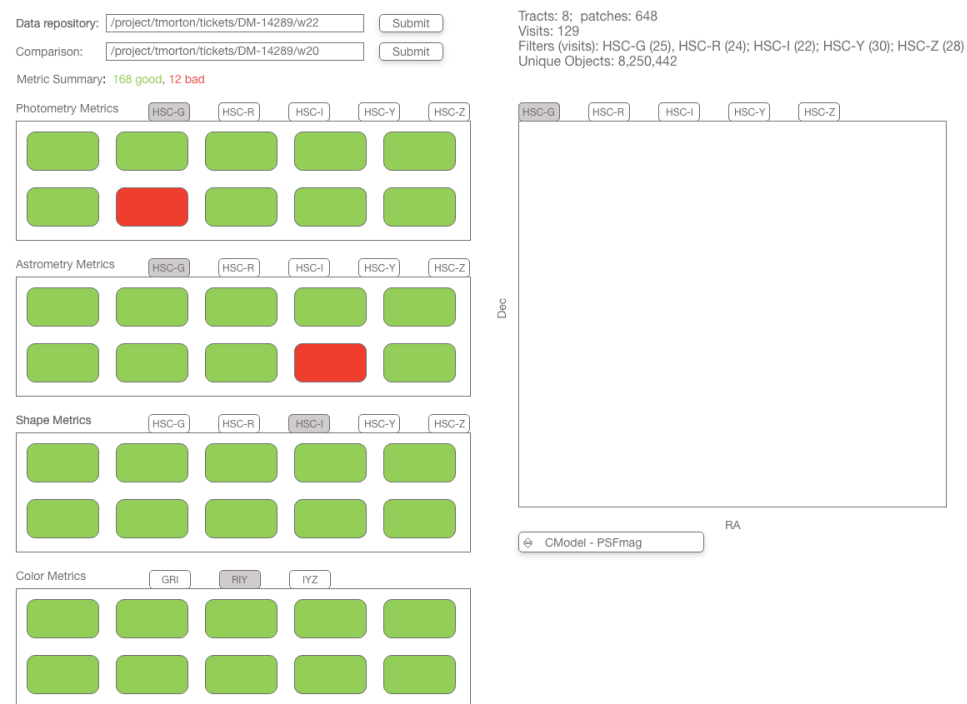 Data repository: /project/tmorton/tickets/DM-14289/w22 Submit
Comparison: /project/tmorton/tickets/DM-14289/w20 Submit
Metric Summary: 168 good, 12 bad
Photometry Metrics HSC-G HSC-R HSC-I HSC-Y HSC-Z
Astrometry Metrics HSC-G HSC-R HSC-I HSC-Y HSC-Z
Shape Metrics HSC-G HSC-R HSC-I HSC-Y HSC-Z
Color Metrics GRI RIY IYZ
Tracts: 8; patches: 648
Visits: 129
Filters (visits): HSC-G (25), HSC-R (24); HSC-I (22); HSC-Y (30); HSC-Z (28)
Unique Objects: 8,250,442
HSC-G HSC-R HSC-I HSC-Y HSC-Z
Dec
RA
CModel - PSFmag